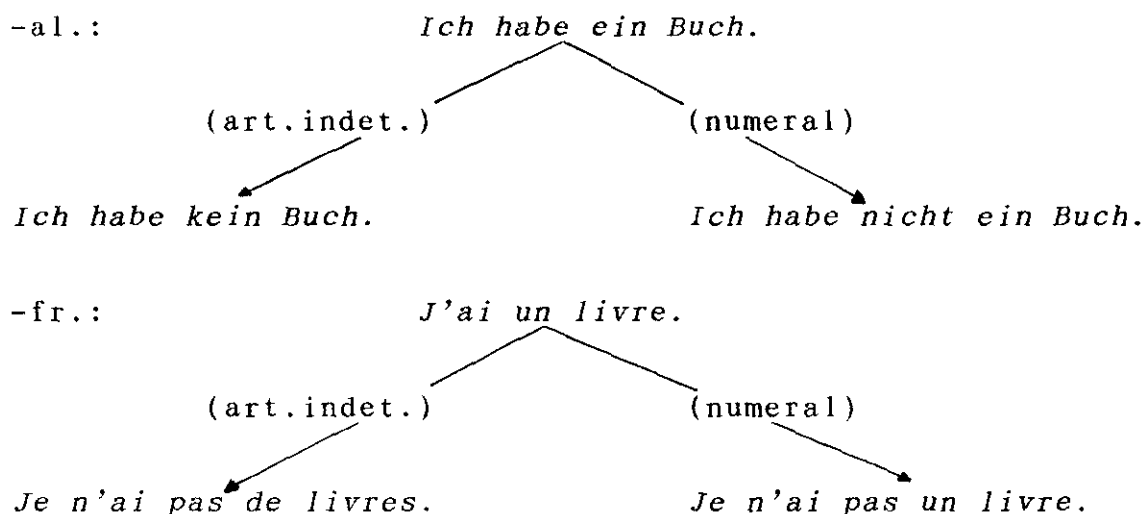 -al.: Ich habe ein Buch.
(art.indet.) (numeral)
Ich habe kein Buch. Ich habe nicht ein Buch.
-fr.: J'ai un livre.
(art.indet.) (numeral)
Je n'ai pas de livres. Je n'ai pas un livre.